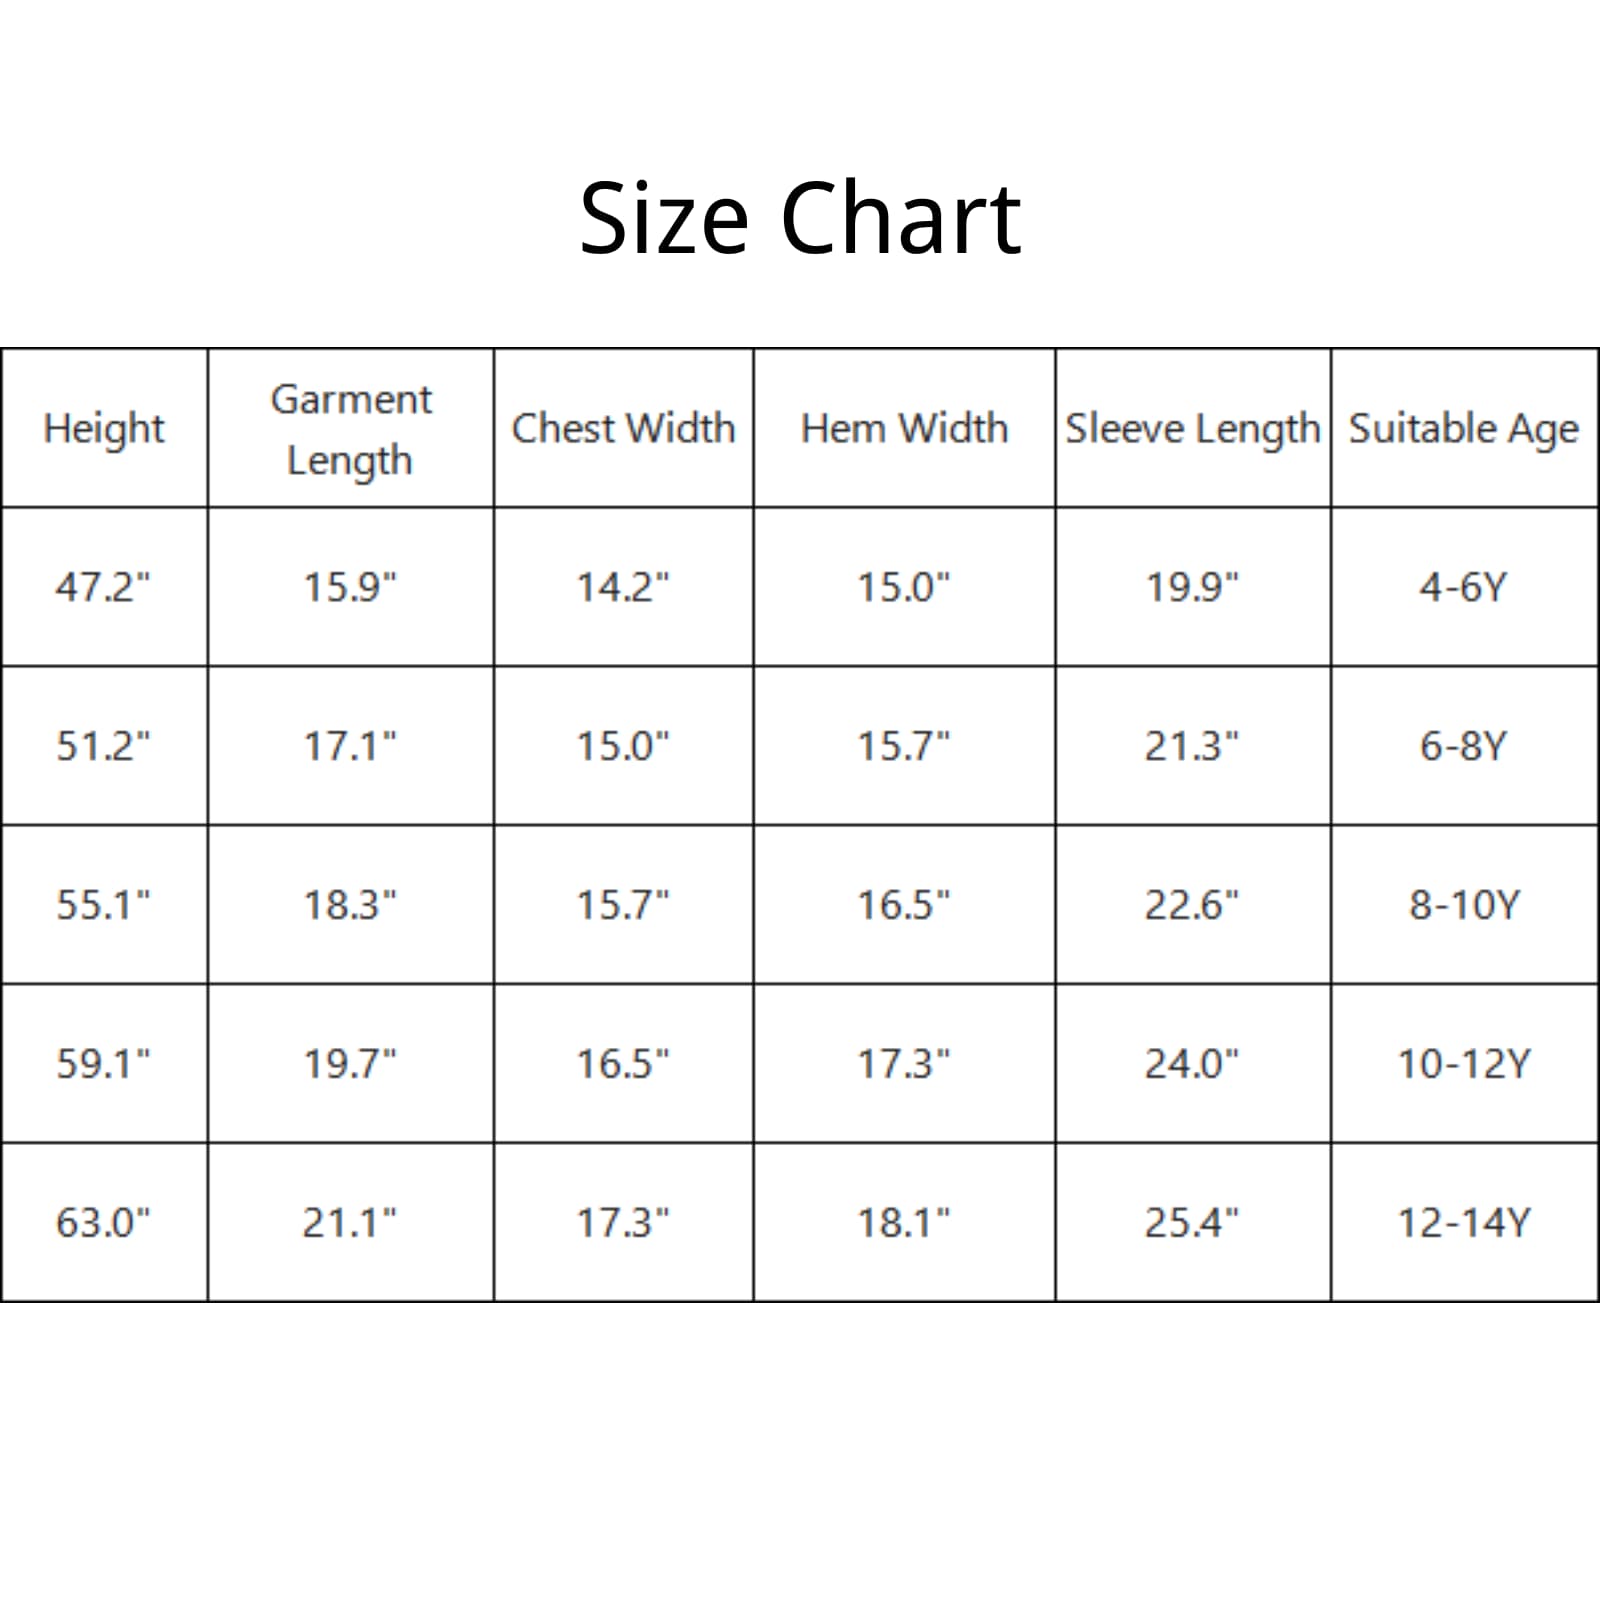 Size Chart
Height Garment Length Chest Width Hem Width Sleeve Length Suitable Age
47.2" 15.9" 14.2" 15.0" 19.9" 4-6Y
51.2" 17.1" 15.0" 15.7" 21.3" 6-8Y
55.1" 18.3" 15.7" 16.5" 22.6" 8-10Y
59.1" 19.7" 16.5" 17.3" 24.0" 10-12Y
63.0" 21.1" 17.3" 18.1" 25.4" 12-14Y